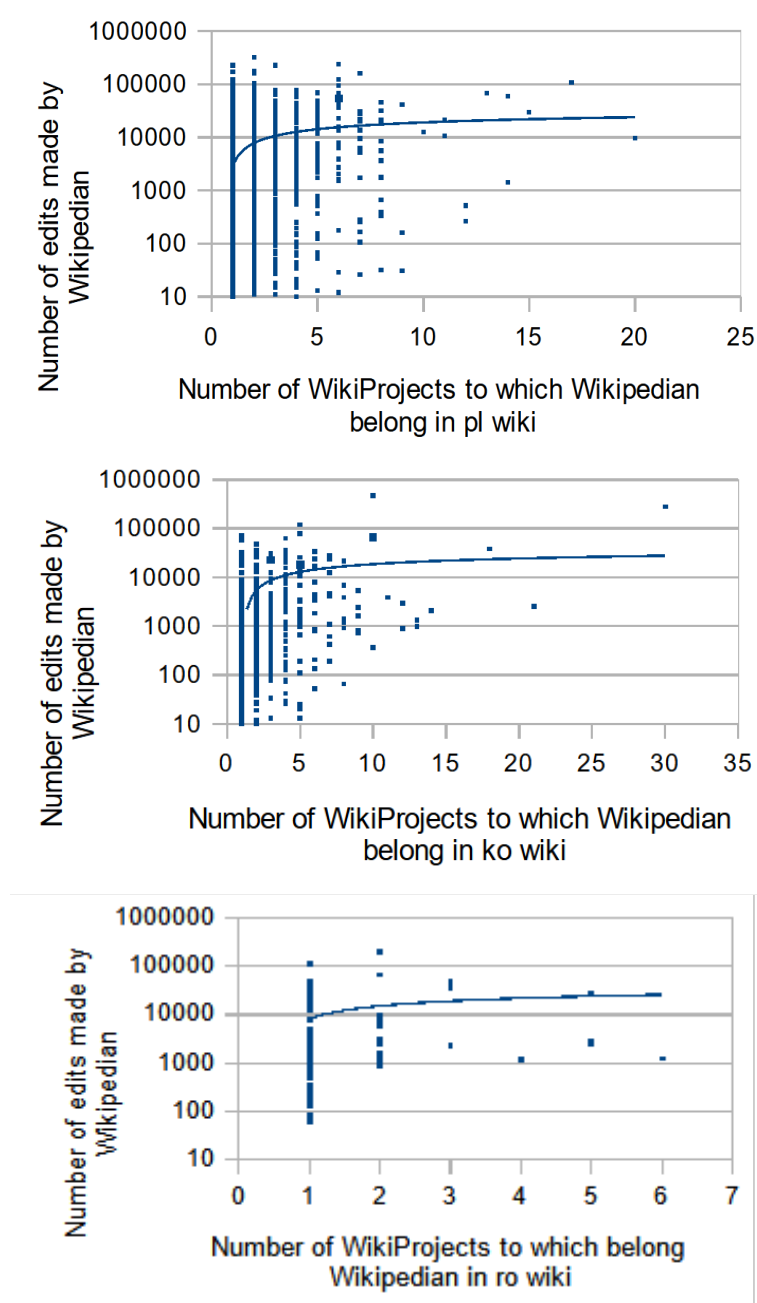 1000000
100000
10000
1000
100
10
0 5 10 15 20 25
Number of edits made by
Wikipedian
Number of WikiProjects to which Wikipedian
belong in pl wiki
1000000
100000
10000
1000
100
10
0 5 10 15 20 25 30 35
Number of edits made by
Wikipedian
Number of WikiProjects to which Wikipedian
belong in ko wiki
1000000
100000
10000
1000
100
10
0 1 2 3 4 5 6 7
Number of edits made by
Wikipedian
Number of WikiProjects to which belong
Wikipedian in ro wiki